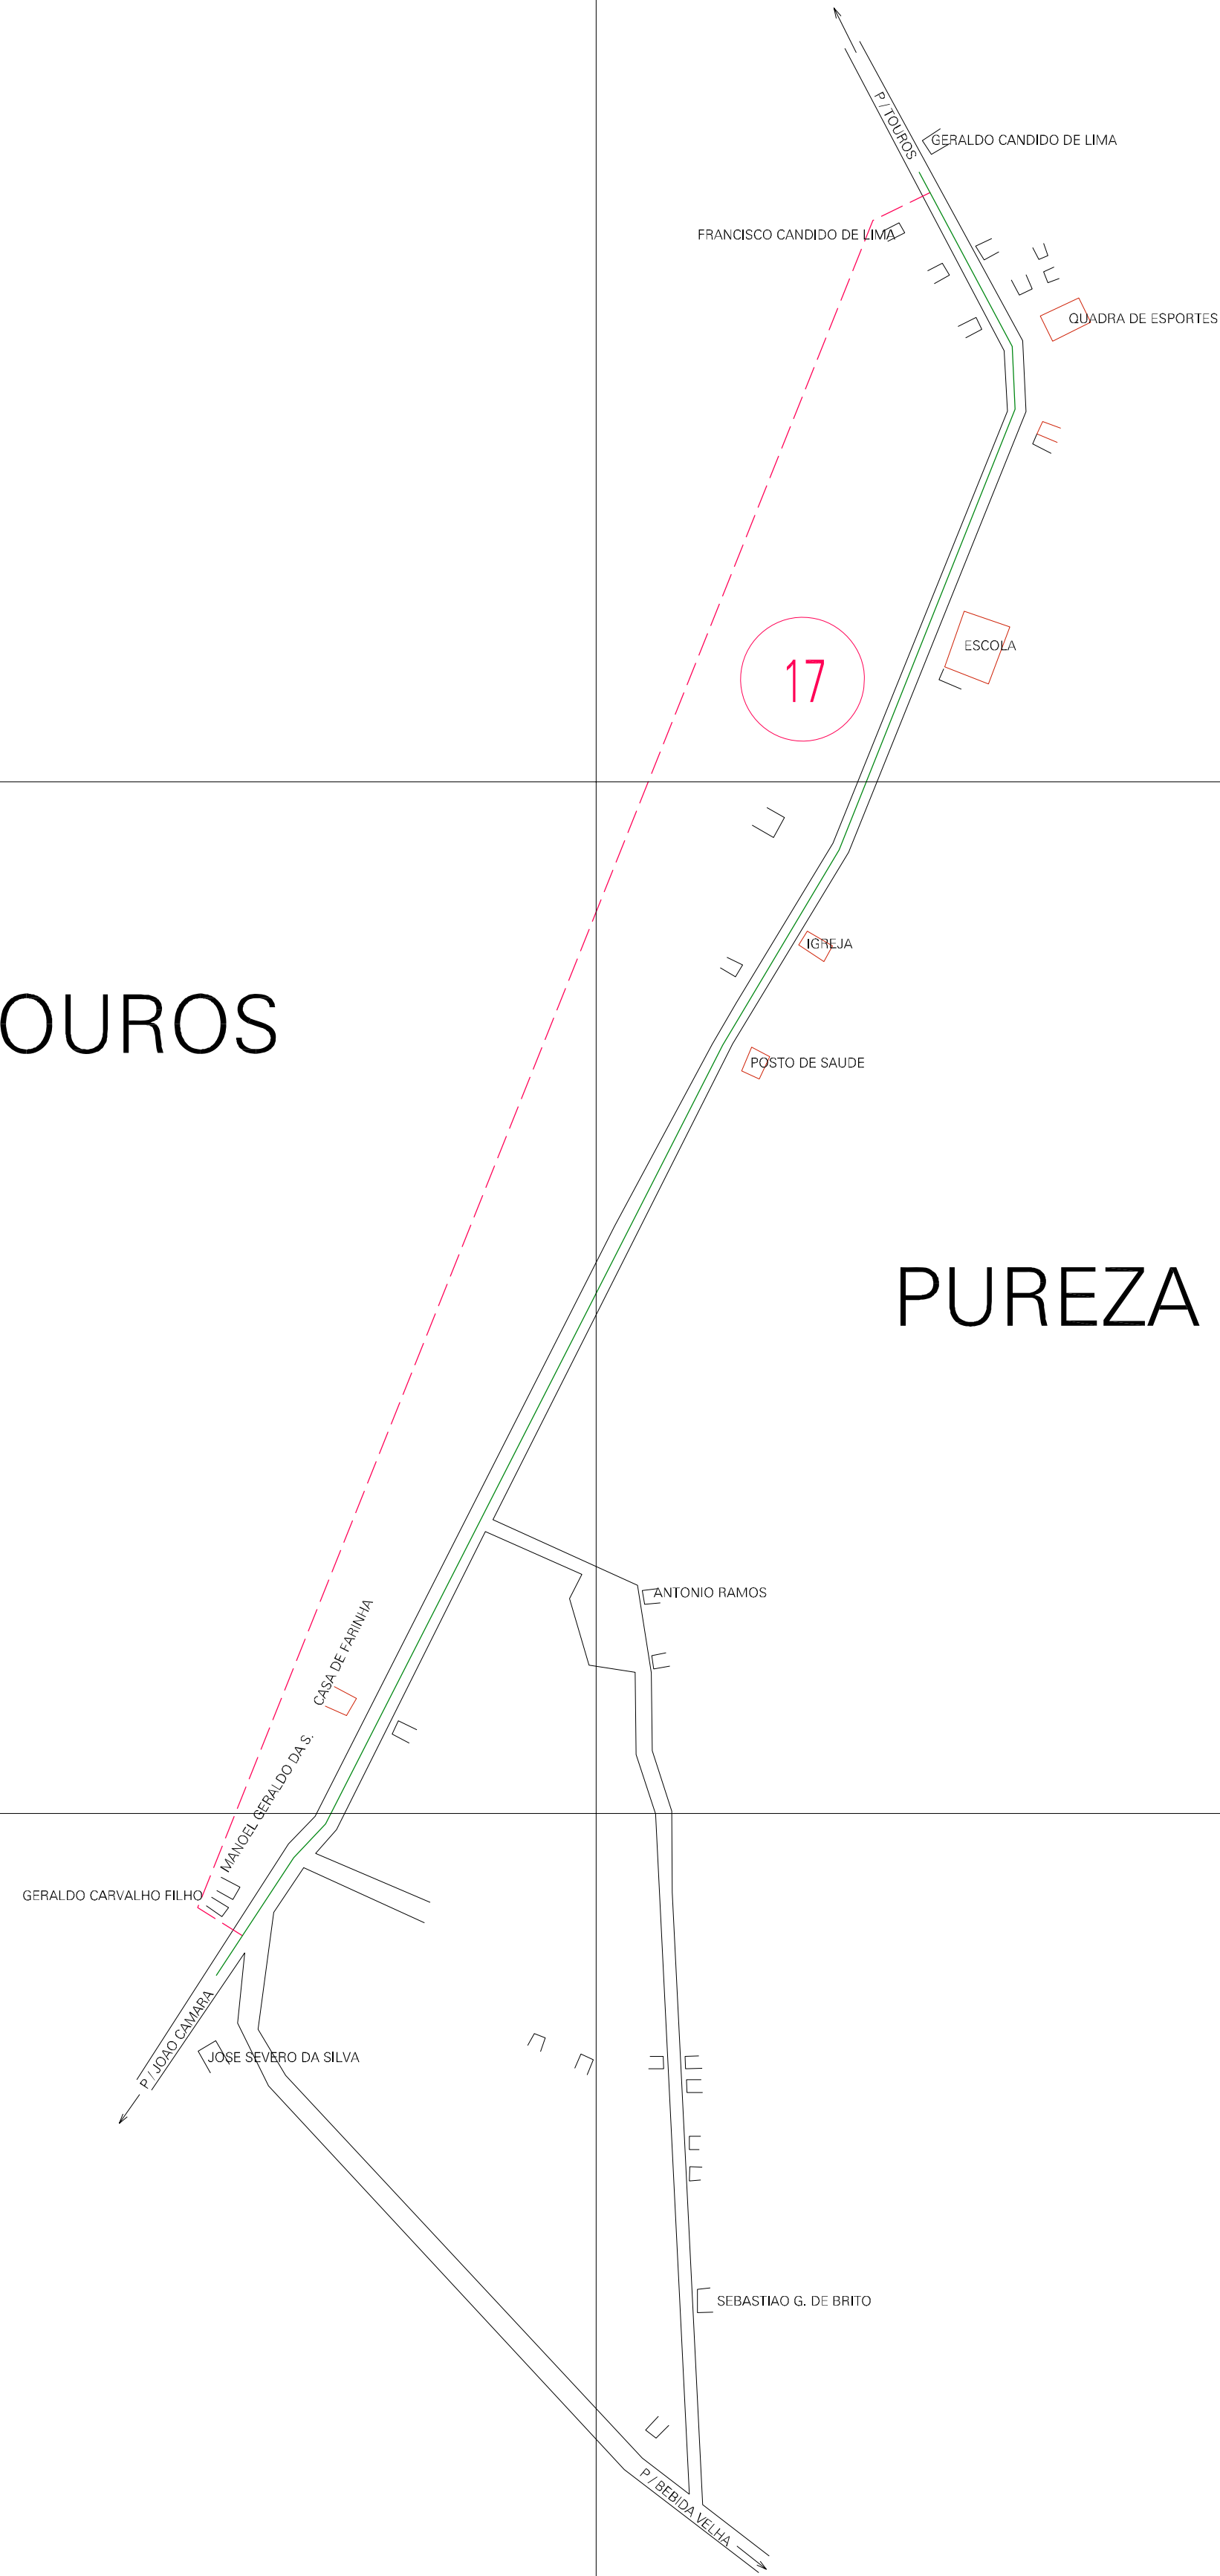 P / TOUROS
GERALDO CANDIDO DE LIMA
FRANCISCO CANDIDO DE LIMA
QUADRA DE ESPORTES
ESCOLA
17
IGREJA
OUROS
POSTO DE SAUDE
PUREZA
ANTONIO RAMOS
CASA DE FARINHA
MANOEL GERALDO DA S.
GERALDO CARVALHO FILHO
P / JOAO CAMARA
JOSE SEVERO DA SILVA
SEBASTIAO G. DE BRITO
P / BEBIDA VELHA